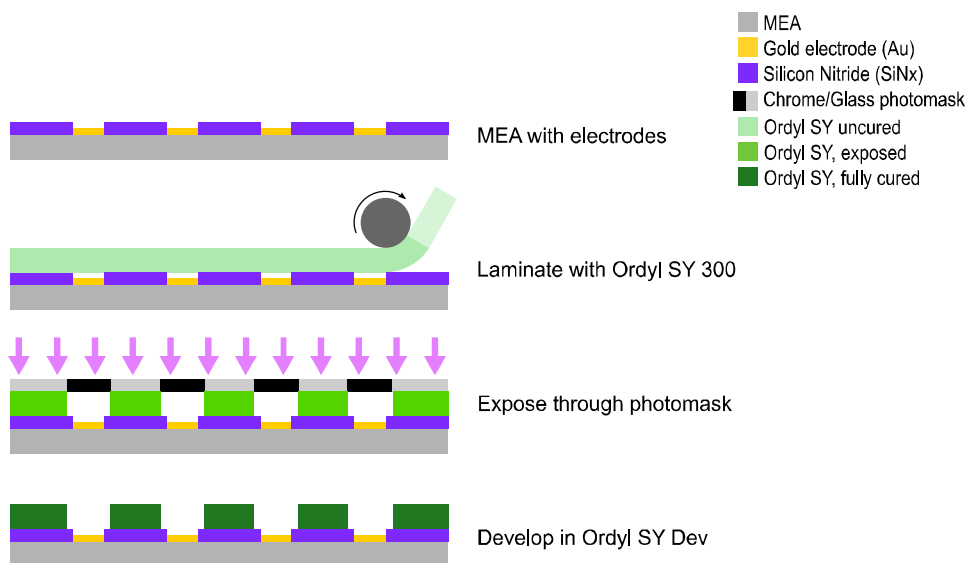 MEA
Gold electrode (Au)
Silicon Nitride (SiNx)
Chrome/Glass photomask
Ordyl SY uncured
Ordyl SY, exposed
Ordyl SY, fully cured
MEA with electrodes
Laminate with Ordyl SY 300
Expose through photomask
Develop in Ordyl SY Dev